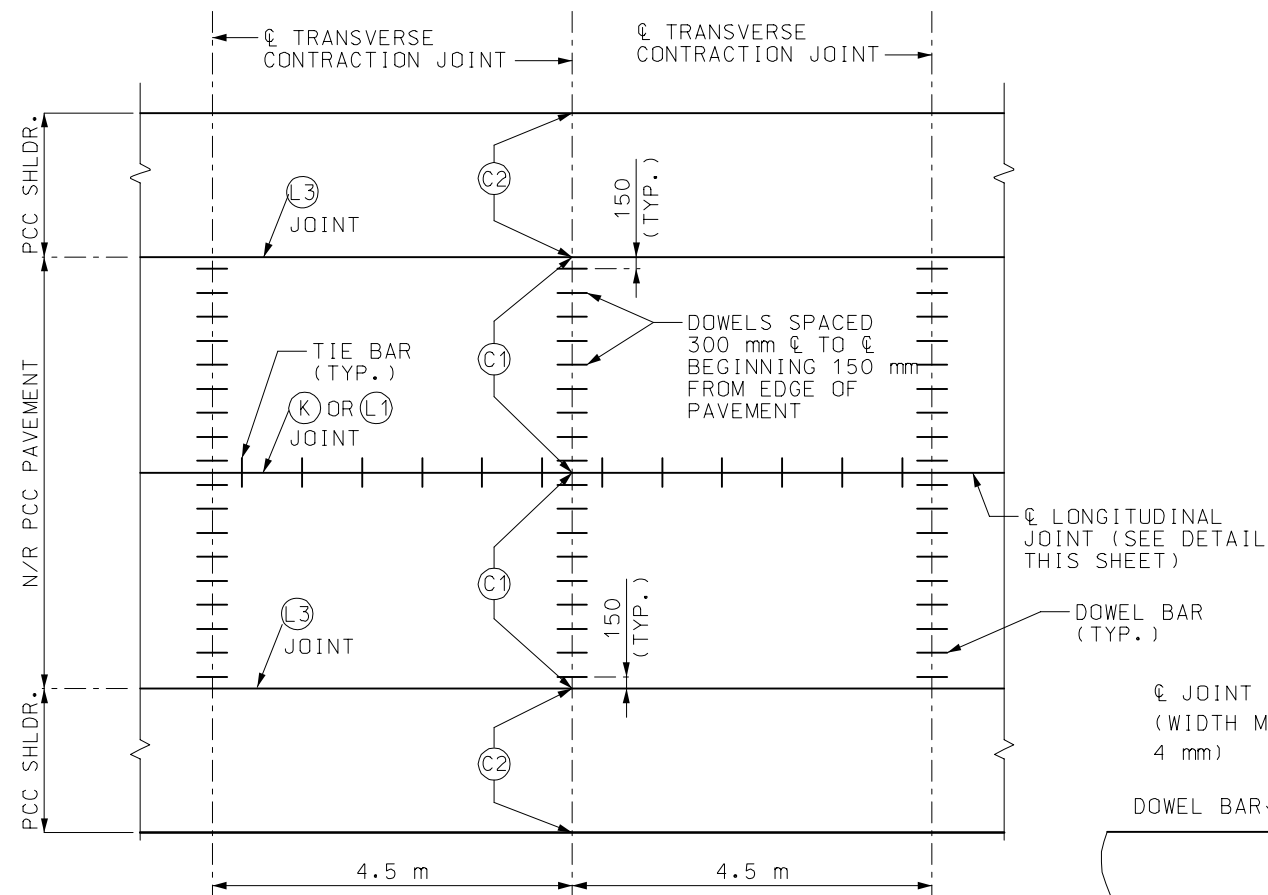 ℄ TRANSVERSE
CONTRACTION JOINT
℄ TRANSVERSE
CONTRACTION JOINT
PCC SHLDR.
C2
150
(TYP.)
L3
JOINT
N/R PCC PAVEMENT
TIE BAR
(TYP.)
K OR L1
JOINT
C1
DOWELS SPACED
300 mm ℄ TO ℄
BEGINNING 150 mm
FROM EDGE OF
PAVEMENT
℄ LONGITUDINAL
JOINT (SEE DETAIL
THIS SHEET)
C1
150
(TYP.)
L3
JOINT
DOWEL BAR
(TYP.)
PCC SHLDR.
C2
℄ JOINT
(WIDTH M
4 mm)
DOWEL BAR
4.5 m
4.5 m